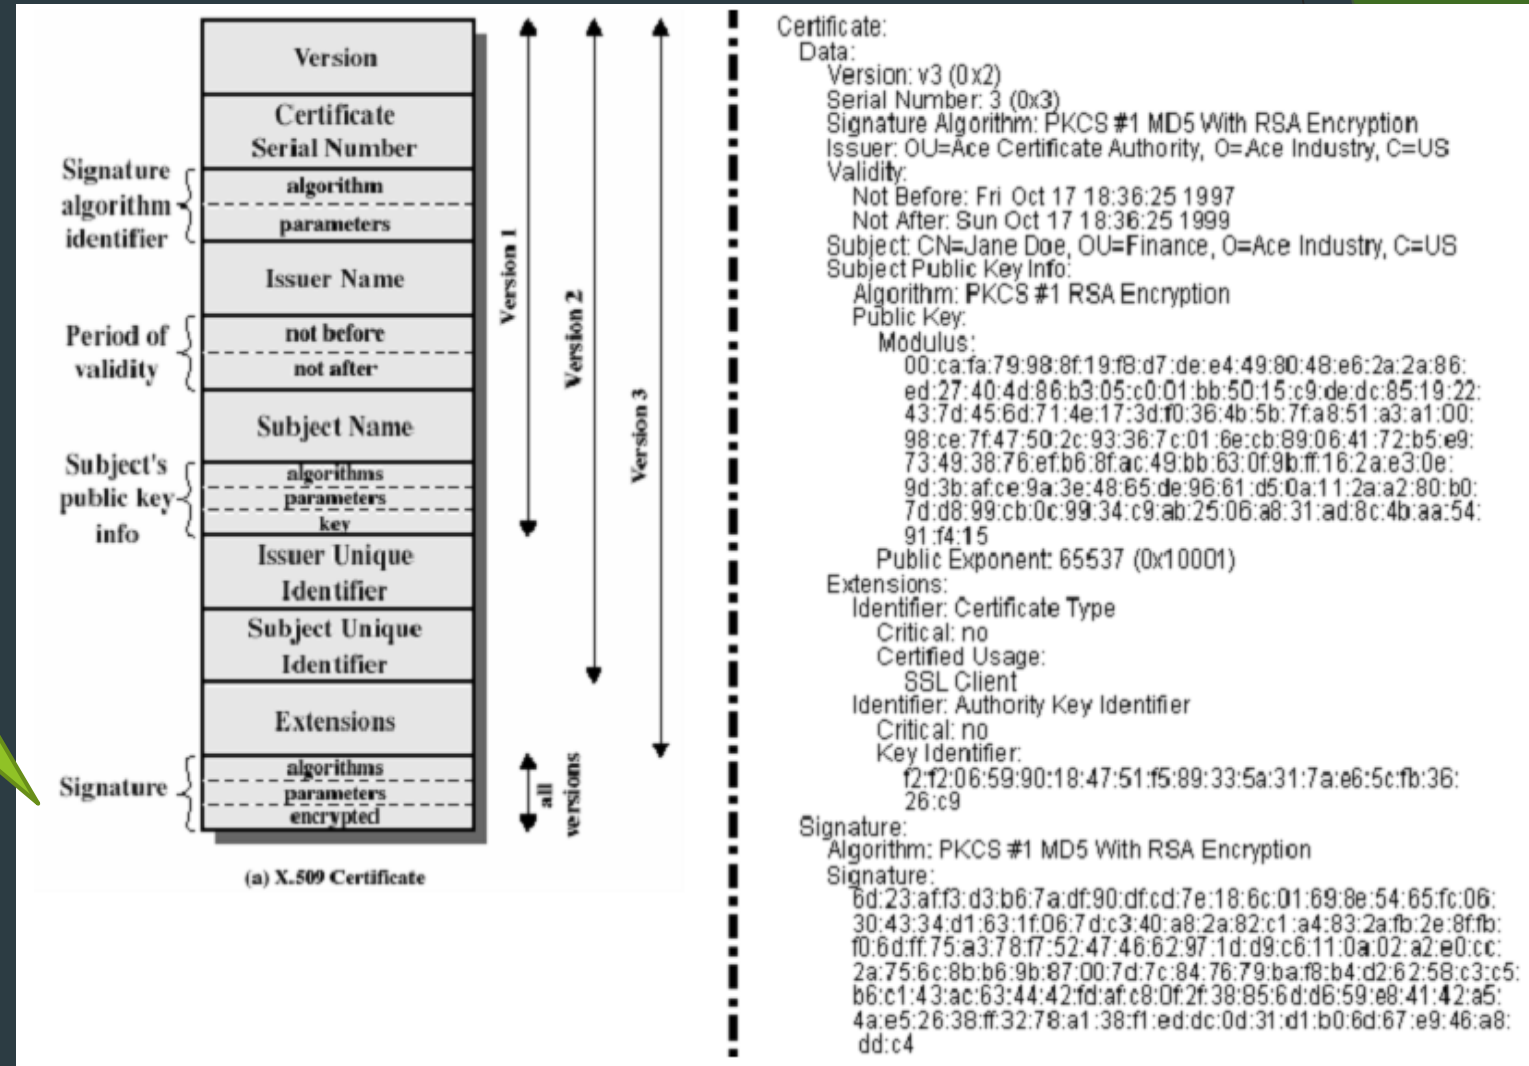 Version
Certificate
Serial Number
Signature
algorithm
identifier
algorithm
parameters
Issuer Name
Period of
validity
not before
not after
Subject Name
Subject's
public key
info
algorithms
parameters
key
Issuer Unique
Identifier
Subject Unique
Identifier
Extensions
Signature
algorithms
parameters
encrypted
Version 1
Version 2
Version 3
all
versions
(a) X.509 Certificate
Certificate:
Data:
Version: v3 (0x2)
Serial Number: 3 (0x3)
Signature Algorithm: PKCS #1 MD5 With RSA Encryption
Issuer: OU=Ace Certificate Authority, O=Ace Industry, C=US
Validity:
Not Before: Fri Oct 17 18:36:25 1997
Not After: Sun Oct 17 18:36:25 1999
Subject: CN=Jane Doe, OU=Finance, O=Ace Industry, C=US
Subject Public Key Info:
Algorithm: PKCS #1 RSA Encryption
Public Key:
Modulus:
00:ca:fa:79:98:8f:19:f8:d7:de:e4:49:80:48:e6:2a:2a:86:
ed:27:40:4d:86:b3:05:c0:01:bb:50:15:c9:de:dc:85:19:22:
43:7d:45:6d:71:4e:17:3d:f0:36:4b:5b:7f:a8:51:a3:a1:00:
98:ce:7f:47:50:2c:93:36:7c:01:6e:cb:89:06:41:72:b5:e9:
73:49:38:76:ef:b6:8f:ac:49:bb:63:0f:9b:ff:16:2a:e3:0e:
9d:3b:af:ce:9a:3e:48:65:de:96:61:d5:0a:11:2a:a2:80:b0:
7d:d8:99:cb:0c:99:34:c9:ab:25:06:a8:31:ad:8c:4b:aa:54:
91:f4:15
Public Exponent: 65537 (0x10001)
Extensions:
Identifier: Certificate Type
Critical: no
Certified Usage:
SSL Client
Identifier: Authority Key Identifier
Critical: no
Key Identifier:
f2:f2:06:59:90:18:47:51:f5:89:33:5a:31:7a:e6:5c:fb:36:
26:c9
Signature:
Algorithm: PKCS #1 MD5 With RSA Encryption
Signature:
6d:23:af:f3:d3:b6:7a:df:90:df:cd:7e:18:6c:01:69:8e:54:65:fc:06:
30:43:34:d1:63:1f:06:7d:c3:40:a8:2a:82:c1:a4:83:2a:fb:2e:8f:fb:
f0:6d:ff:75:a3:78:f7:52:47:46:62:97:1d:d9:c6:11:0a:02:a2:e0:cc:
2a:75:6c:8b:b6:9b:87:00:7d:7c:84:76:79:ba:f8:b4:d2:62:58:c3:c5:
b6:c1:43:ac:63:44:42:fd:af:c8:0f:2f:38:85:6d:d6:59:e8:41:42:a5:
4a:e5:26:38:ff:32:78:a1:38:f1:ed:dc:0d:31:d1:b0:6d:67:e9:46:a8:
dd:c4